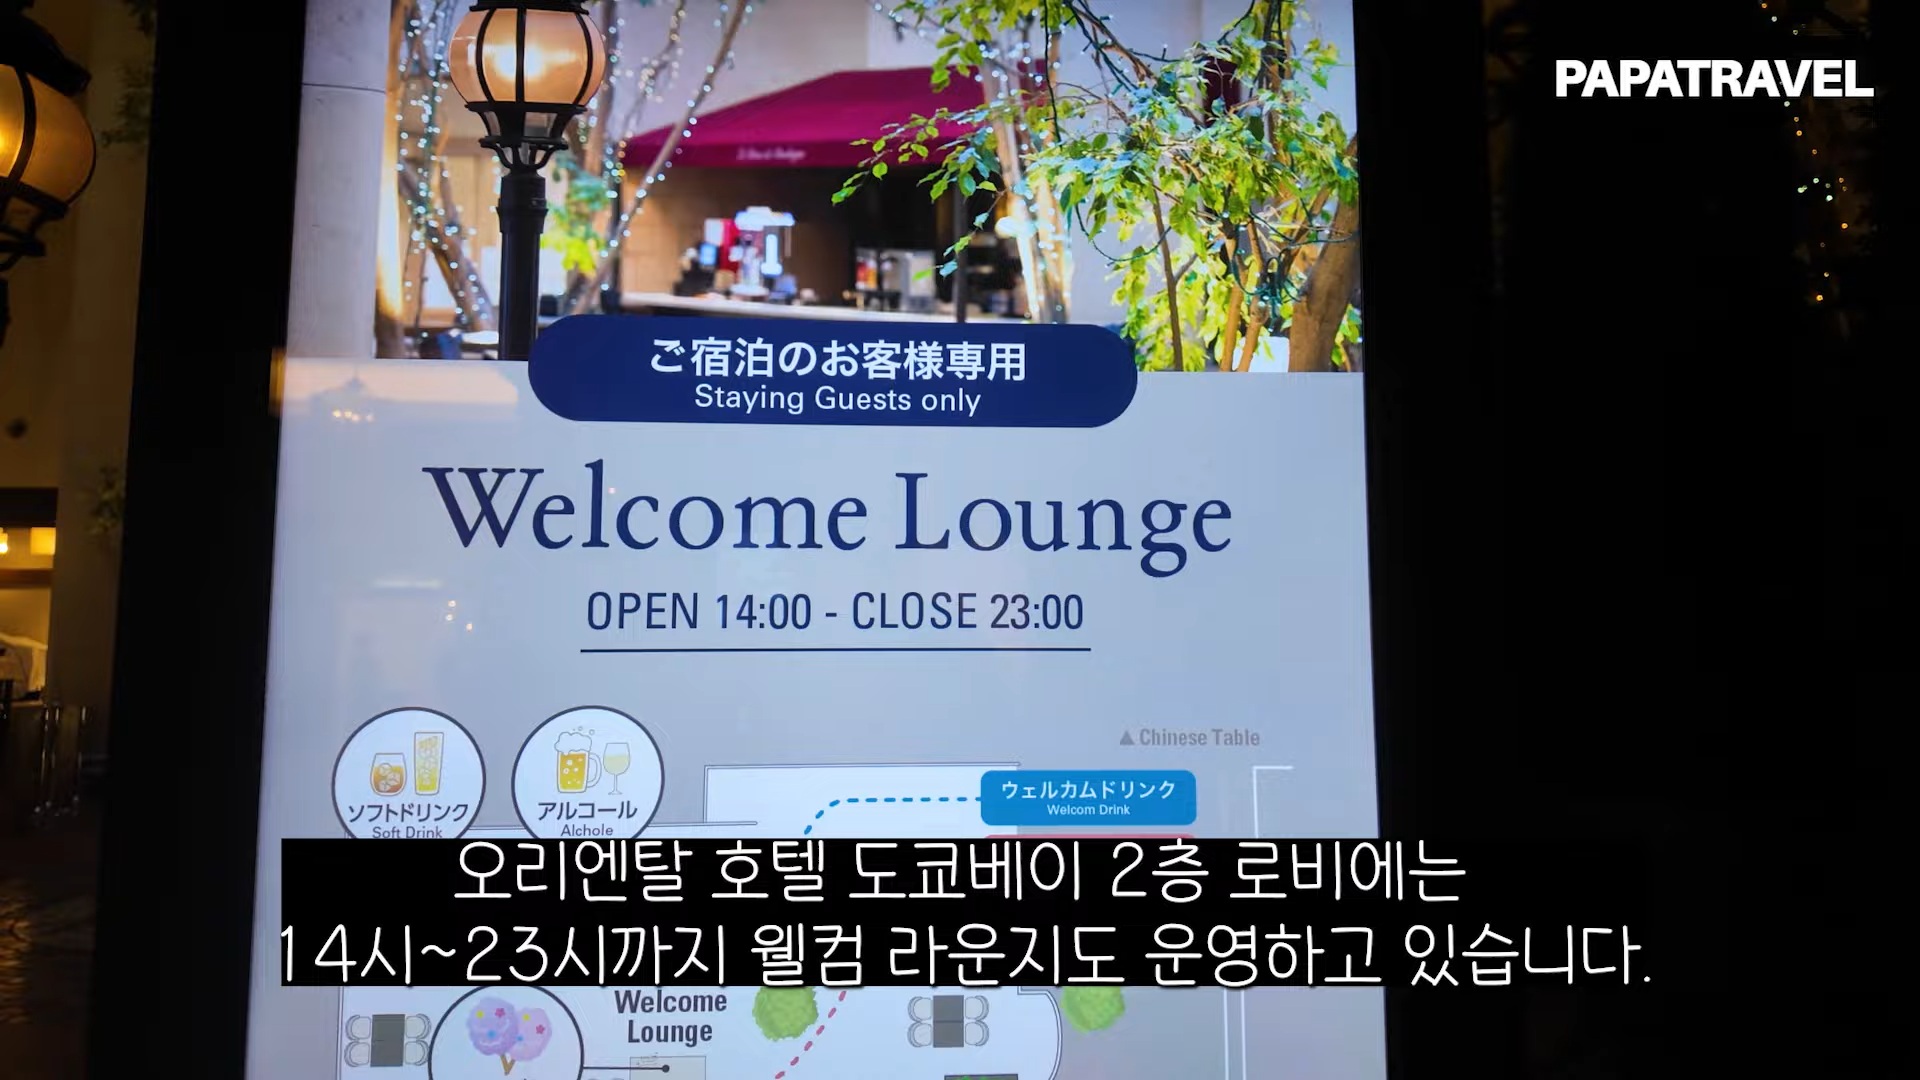 PAPATRAVEL
ご宿泊のお客様専用
Staying Guests only
Welcome Lounge
OPEN 14:00 - CLOSE 23:00
▲Chinese Table
ソフトドリンク
Soft Drink
アルコール
Alchole
ウェルカムドリンク
Welcom Drink
오리엔탈 호텔 도쿄베이 2층 로비에는
14시~23시까지 웰컴 라운지도 운영하고 있습니다.
Welcome
Lounge